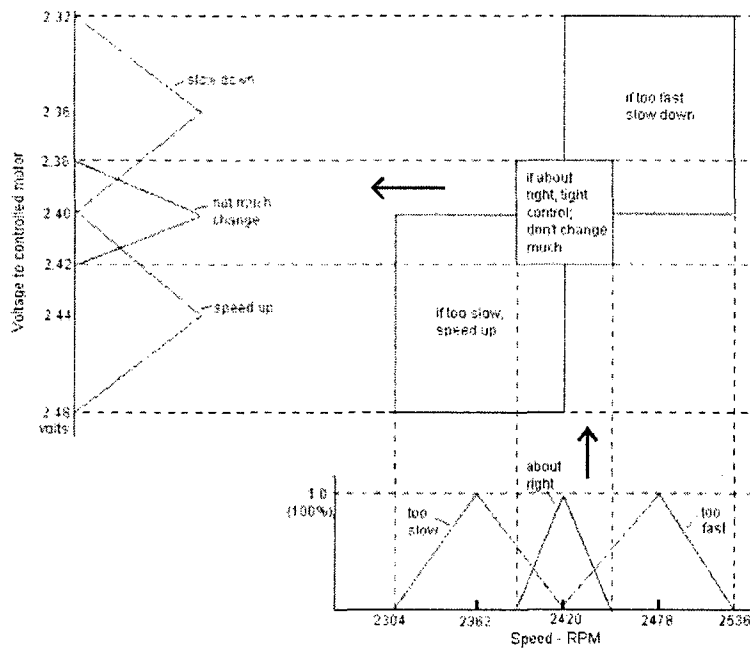 2.32
slow down
2.36
if too fast
slow down
2.38
if about
right, tight
control;
don't change
much
not much
change
2.40
Voltage to controlled motor
2.42
2.44
speed up
if too slow,
speed up
2.48
volts
about
right
1.0
(100%)
too
slow
too
fast
2304
2362
2420
2478
2536
Speed - RPM